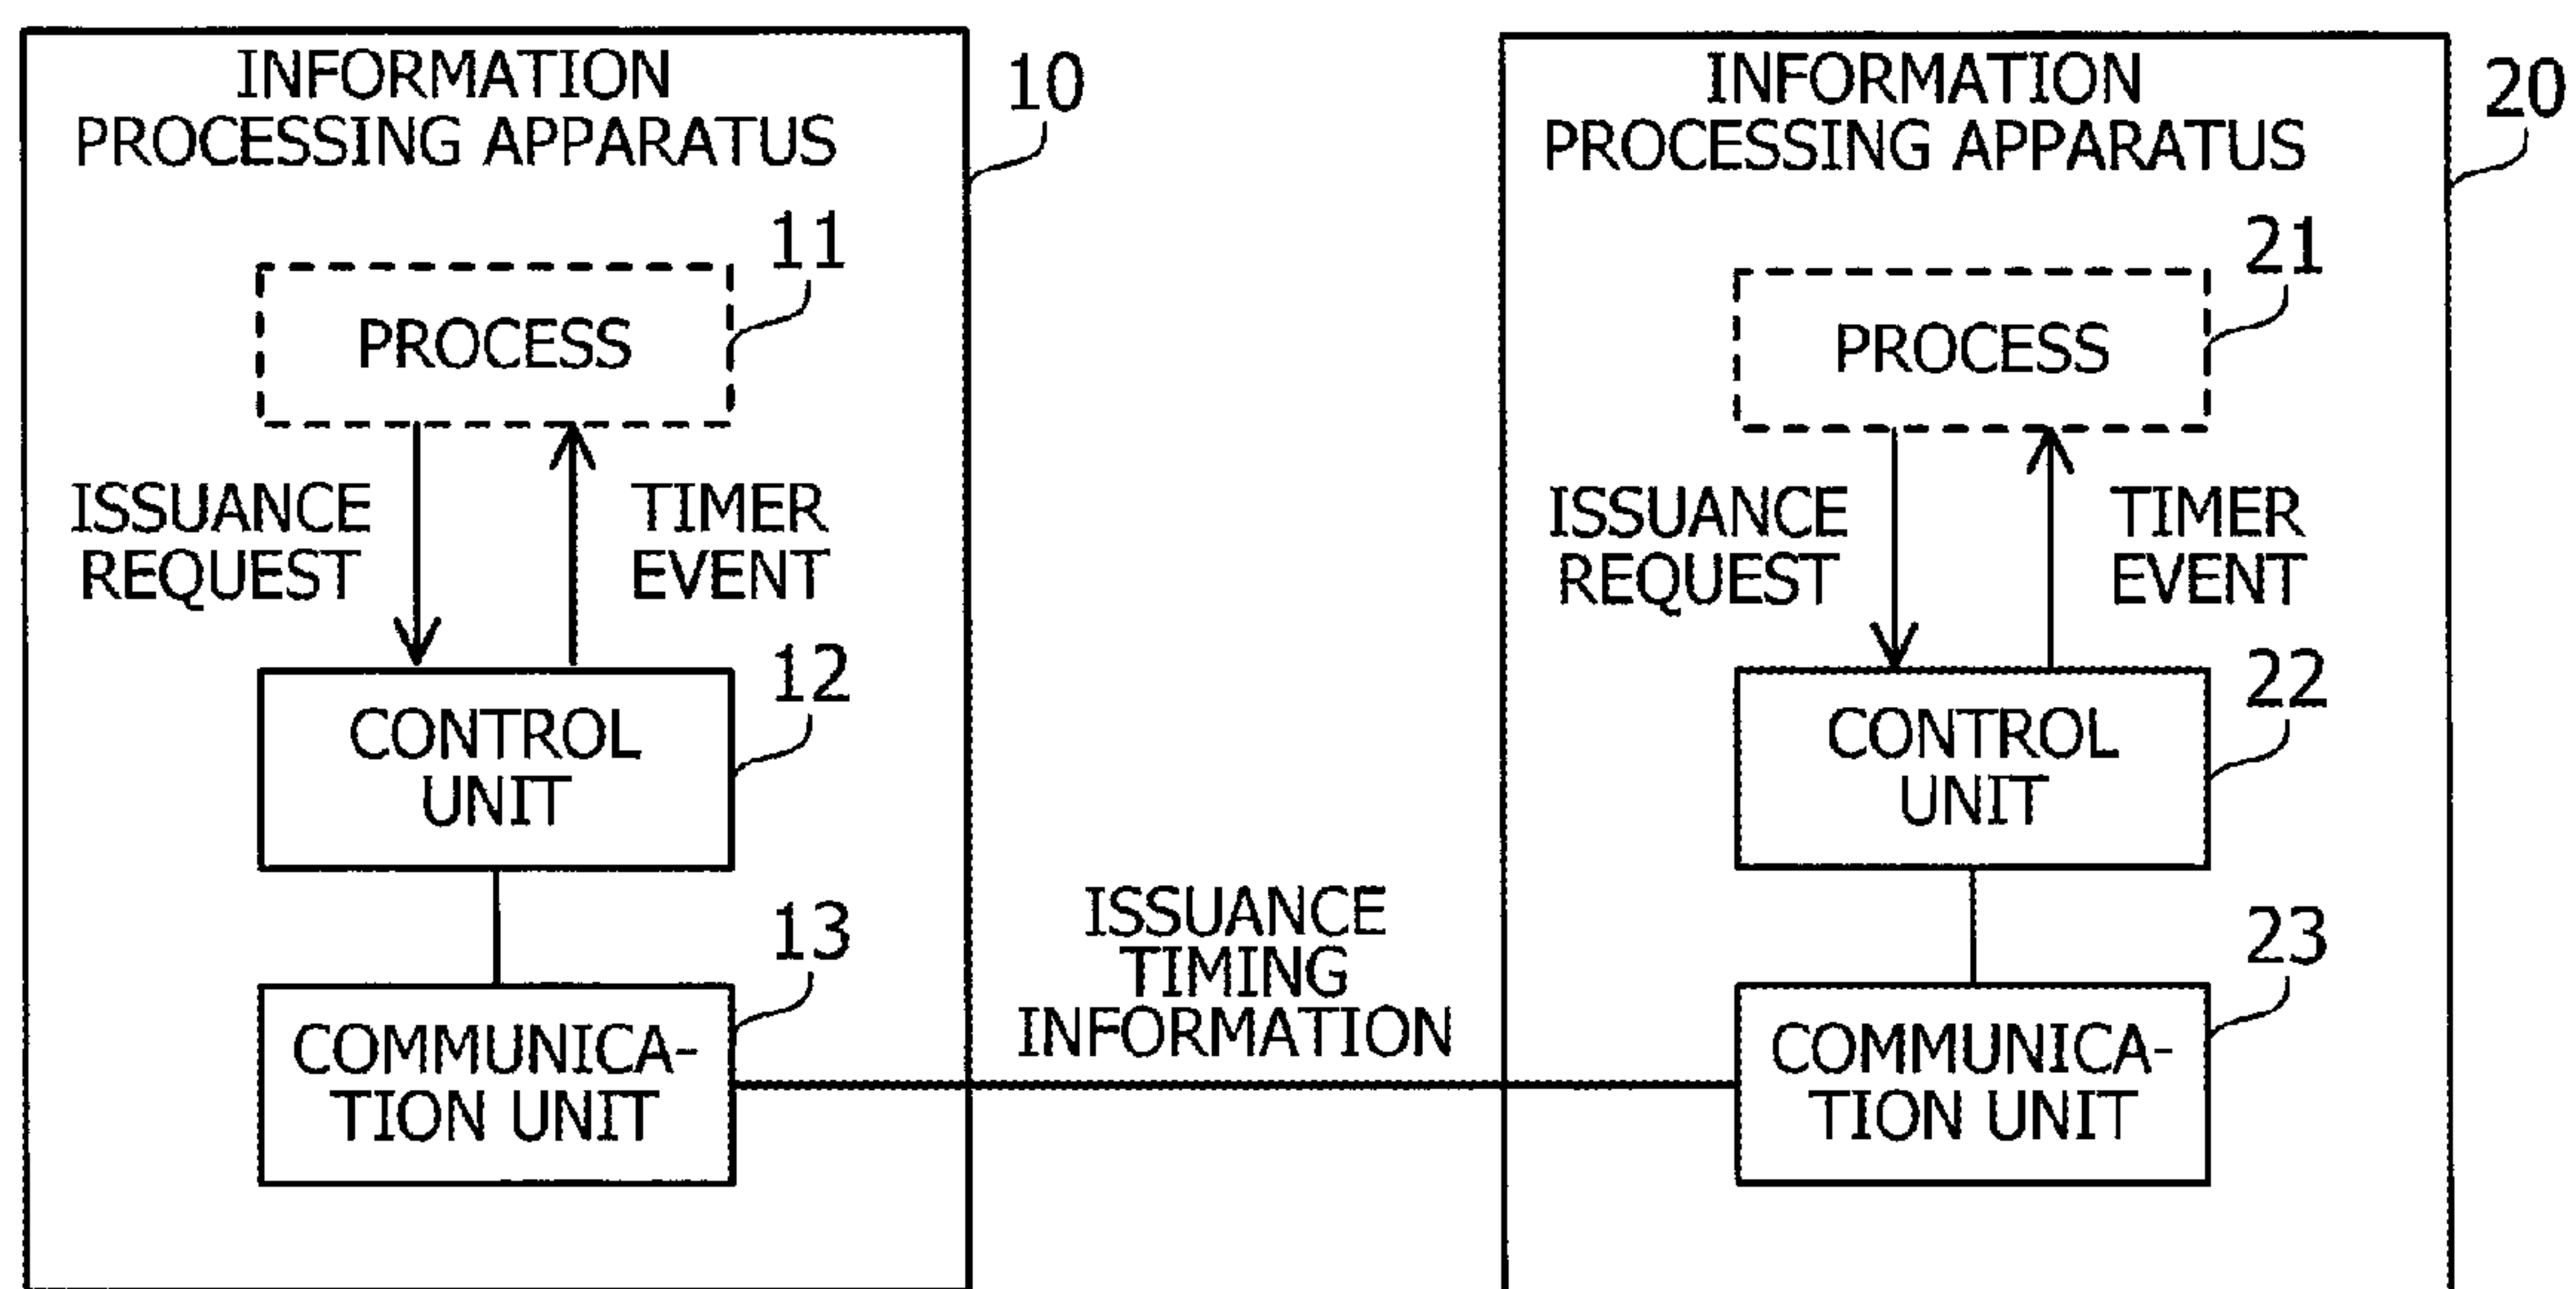 INFORMATION
PROCESSING APPARATUS
10
11
PROCESS
ISSUANCE
REQUEST
TIMER
EVENT
12
CONTROL
UNIT
13
COMMUNICA-
TION UNIT
ISSUANCE
TIMING
INFORMATION
INFORMATION
PROCESSING APPARATUS
20
21
PROCESS
ISSUANCE
REQUEST
TIMER
EVENT
22
CONTROL
UNIT
23
COMMUNICA-
TION UNIT